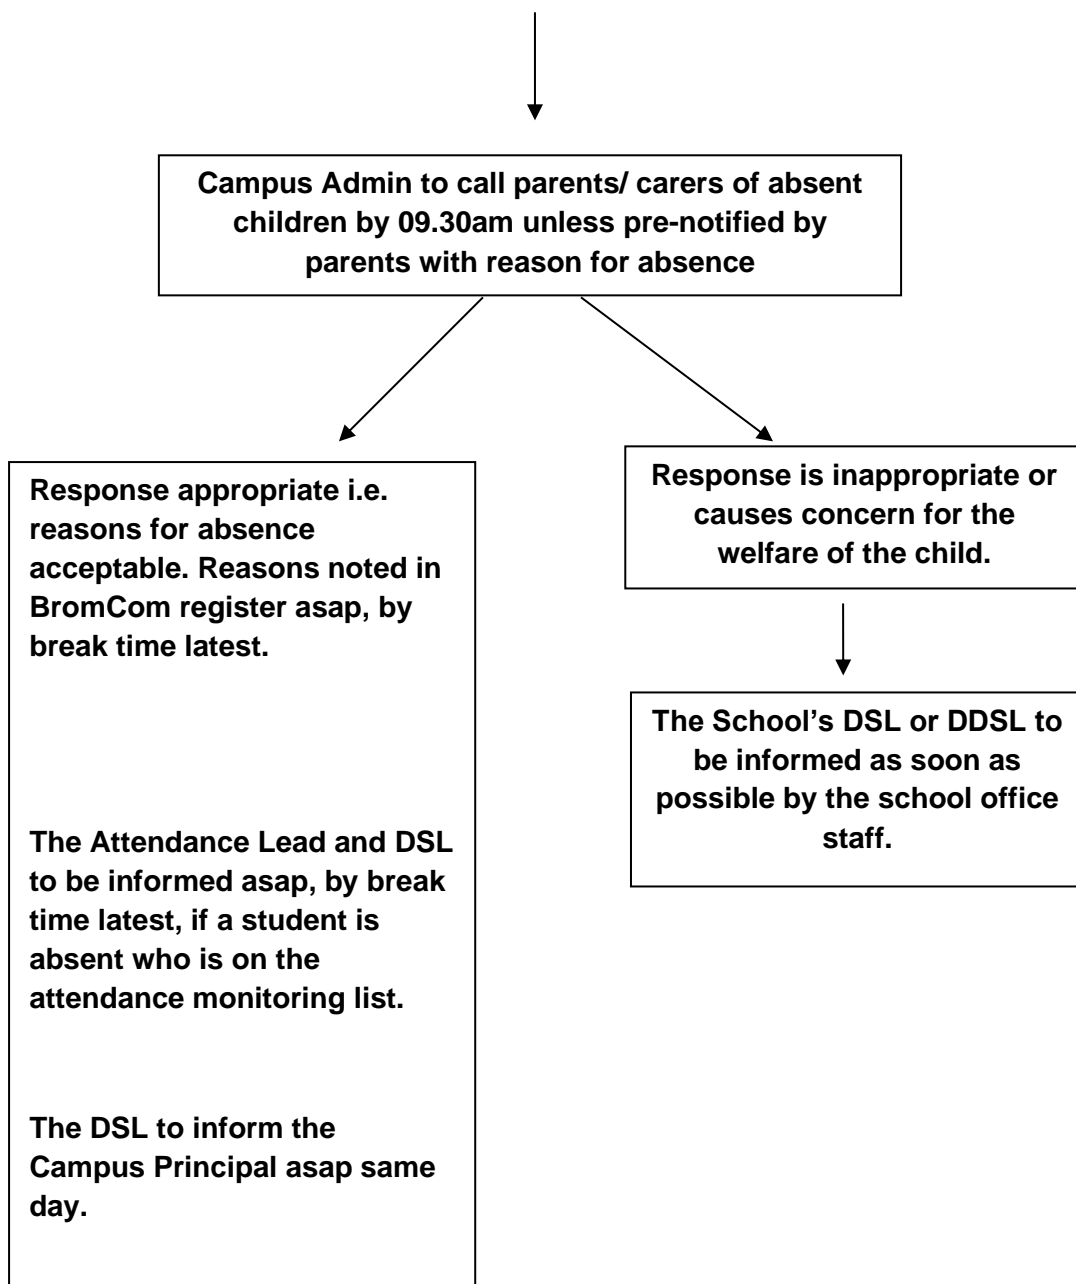 Campus Admin to call parents/ carers of absent
children by 09.30am unless pre-notified by
parents with reason for absence
Response appropriate i.e.
reasons for absence
acceptable. Reasons noted in
BromCom register asap, by
break time latest.
The Attendance Lead and DSL
to be informed asap, by break
time latest, if a student is
absent who is on the
attendance monitoring list.
The DSL to inform the
Campus Principal asap same
day.
Response is inappropriate or
causes concern for the
welfare of the child.
The School’s DSL or DDSL to
be informed as soon as
possible by the school office
staff.